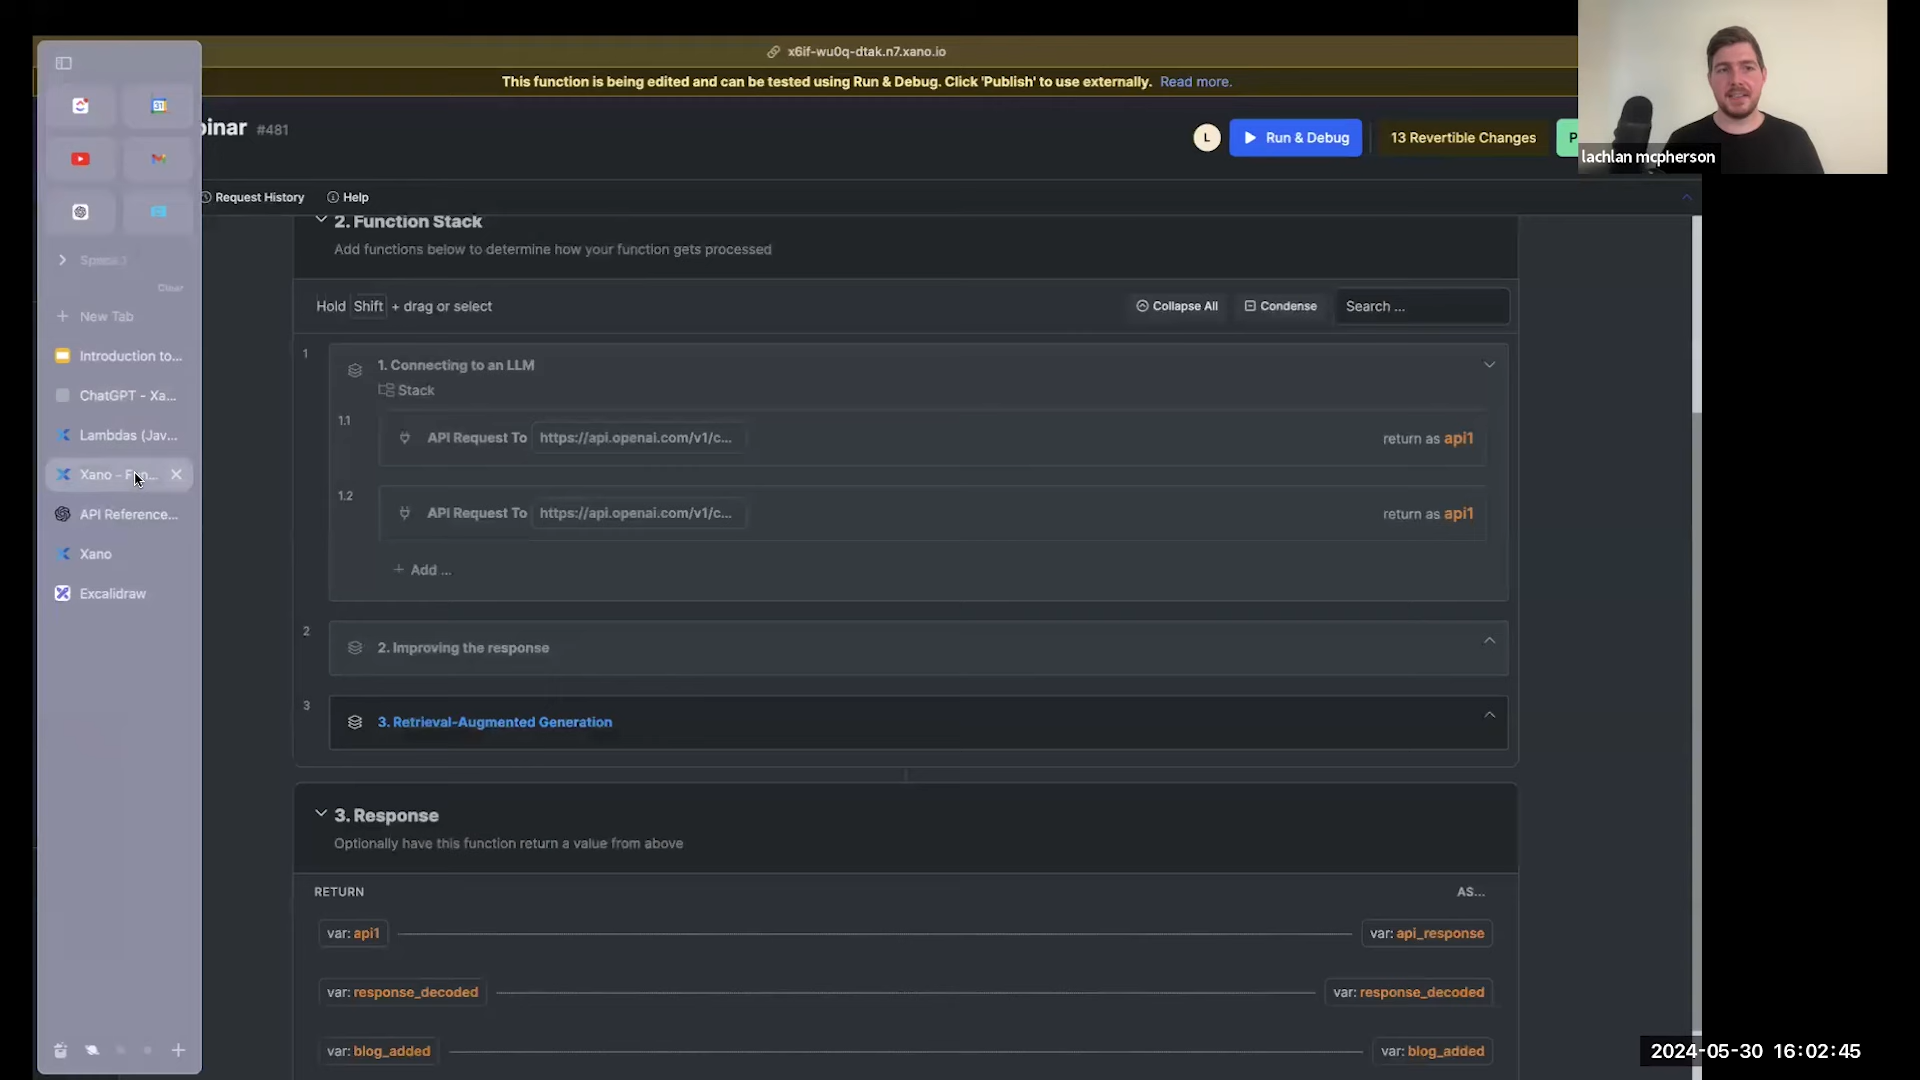 x6if-wu0q-dtak.n7.xano.io
This function is being edited and can be tested using Run & Debug. Click 'Publish' to use externally. Read more.
binar #481
L
Run & Debug
13 Revertible Changes
P
lachlan mcpherson
Request History
Help
31
Clear
New Tab
Introduction to...
ChatGPT - Xa...
Lambdas (Jav...
Xano - F
API Reference...
Xano
Excalidraw
2. Function Stack
Add functions below to determine how your function gets processed
Hold Shift + drag or select
Collapse All
Condense
Search ...
1
1. Connecting to an LLM
Stack
1.1
API Request To https://api.openai.com/v1/c...
return as api1
1.2
API Request To https://api.openai.com/v1/c...
return as api1
+ Add ...
2
2. Improving the response
3
3. Retrieval-Augmented Generation
3. Response
Optionally have this function return a value from above
RETURN
AS...
var: api1
var: api_response
var: response_decoded
var: response_decoded
var: blog_added
var: blog_added
2024-05-30 16:02:45